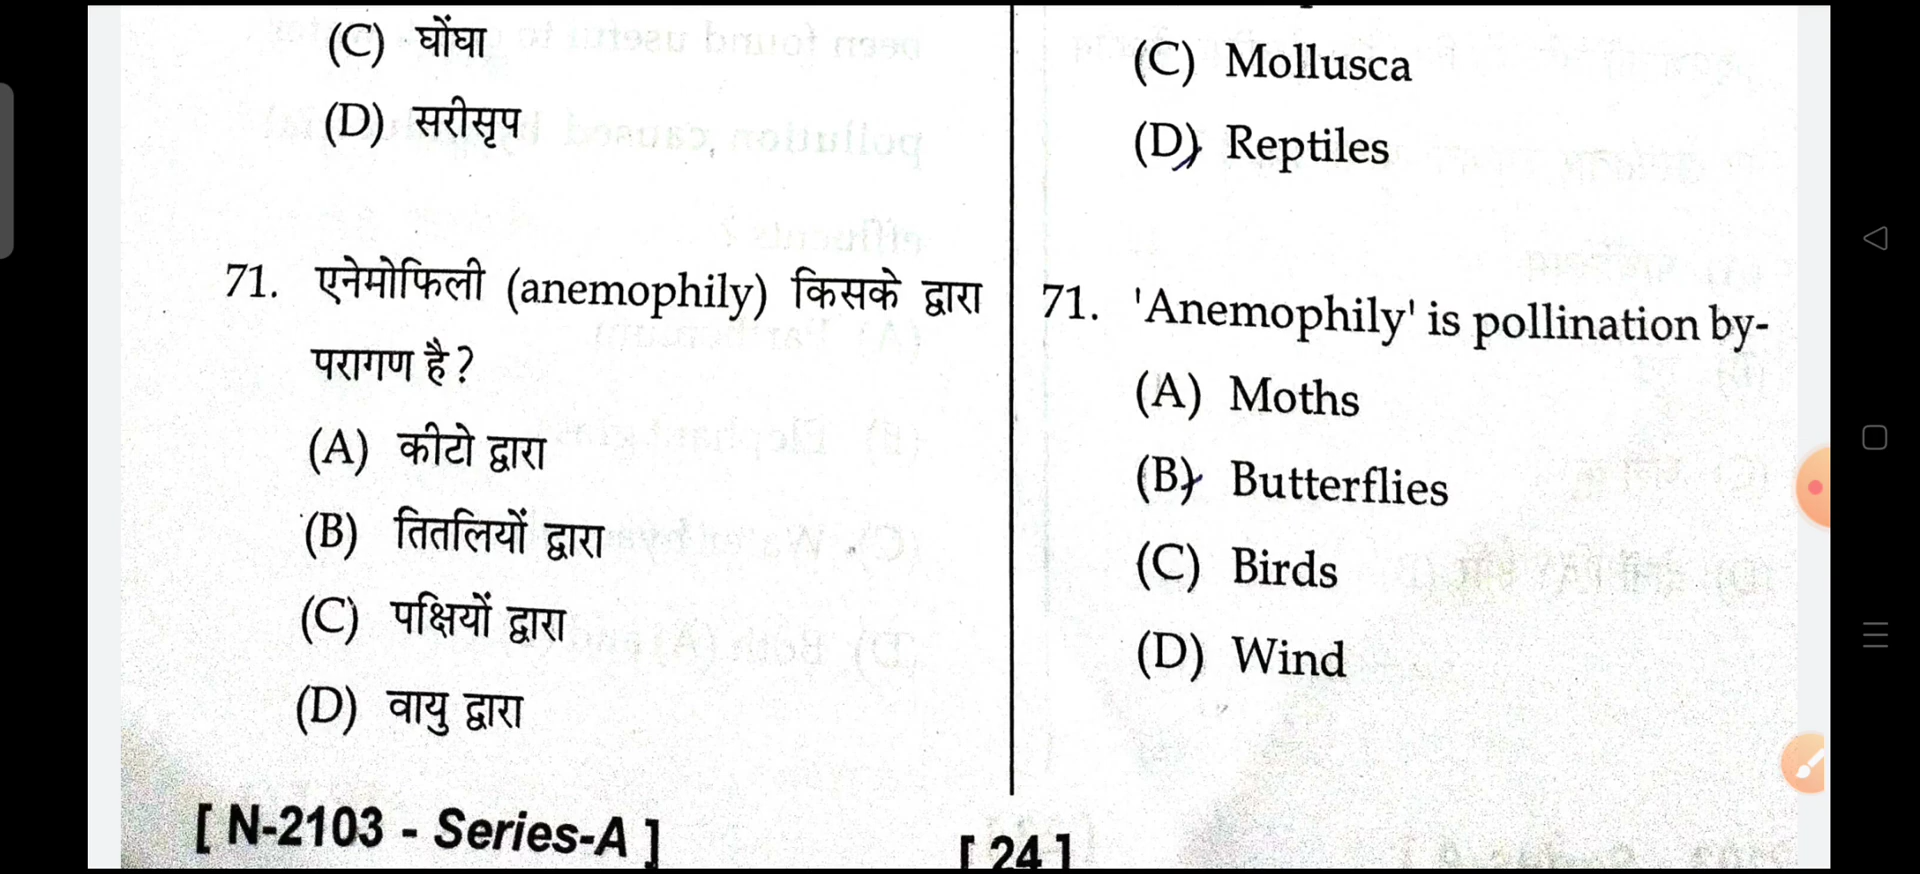 (C) घोंघा
(D) सरीसृप
71. एनेमोफिली (anemophily) किसके द्वारा
परागण है ?
(A) कीटो द्वारा
(B) तितलियों द्वारा
(C) पक्षियों द्वारा
(D) वायु द्वारा
(C) Mollusca
(D) Reptiles
71. 'Anemophily' is pollination by-
(A) Moths
(B) Butterflies
(C) Birds
(D) Wind
[ N-2103 - Series-A ]
[ 24 ]